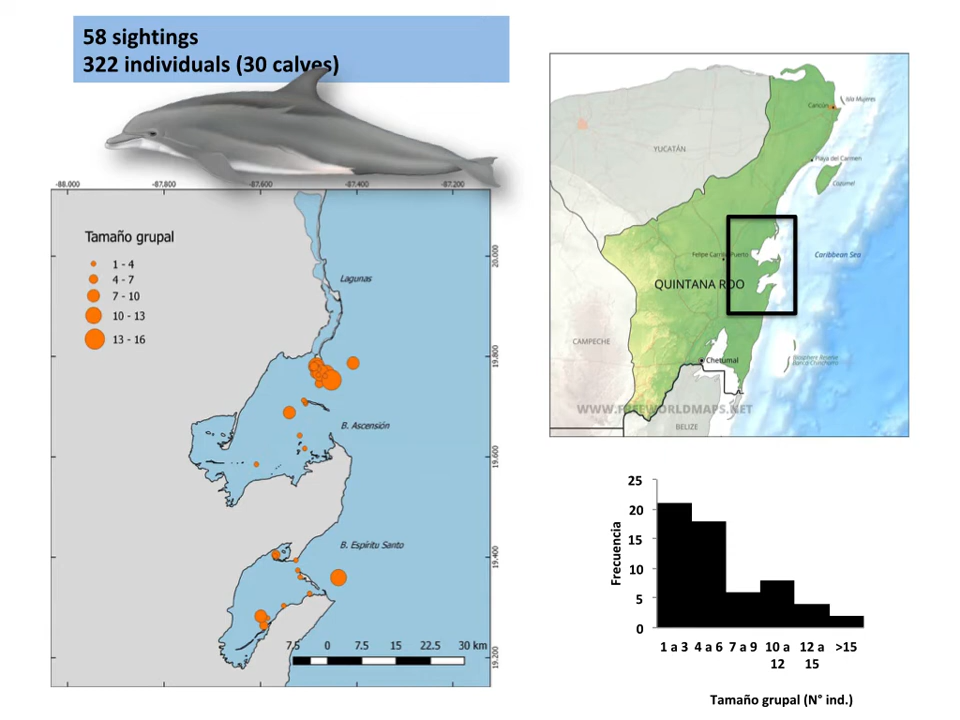 58 sightings
322 individuals (30 calves)
-88.000 -87.800 -87.600 -87.400 -87.200
Tamaño grupal
1 - 4
4 - 7
7 - 10
10 - 13
13 - 16
Lagunas
B. Ascensión
B. Espíritu Santo
20.000
19.800
19.600
19.400
19.200
7.5 0 7.5 15 22.5 30 km
Cancún
Isla Mujeres
YUCATÁN
Playa del Carmen
Cozumel
Felipe Carrillo Puerto
Caribbean Sea
QUINTANA ROO
CAMPECHE
Chetumal
WWW.FREEWORLDMAPS.NET
BELIZE
Frecuencia
25
20
15
10
5
0
1 a 3 4 a 6 7 a 9 10 a 12 a >15
12 15
Tamaño grupal (N° ind.)